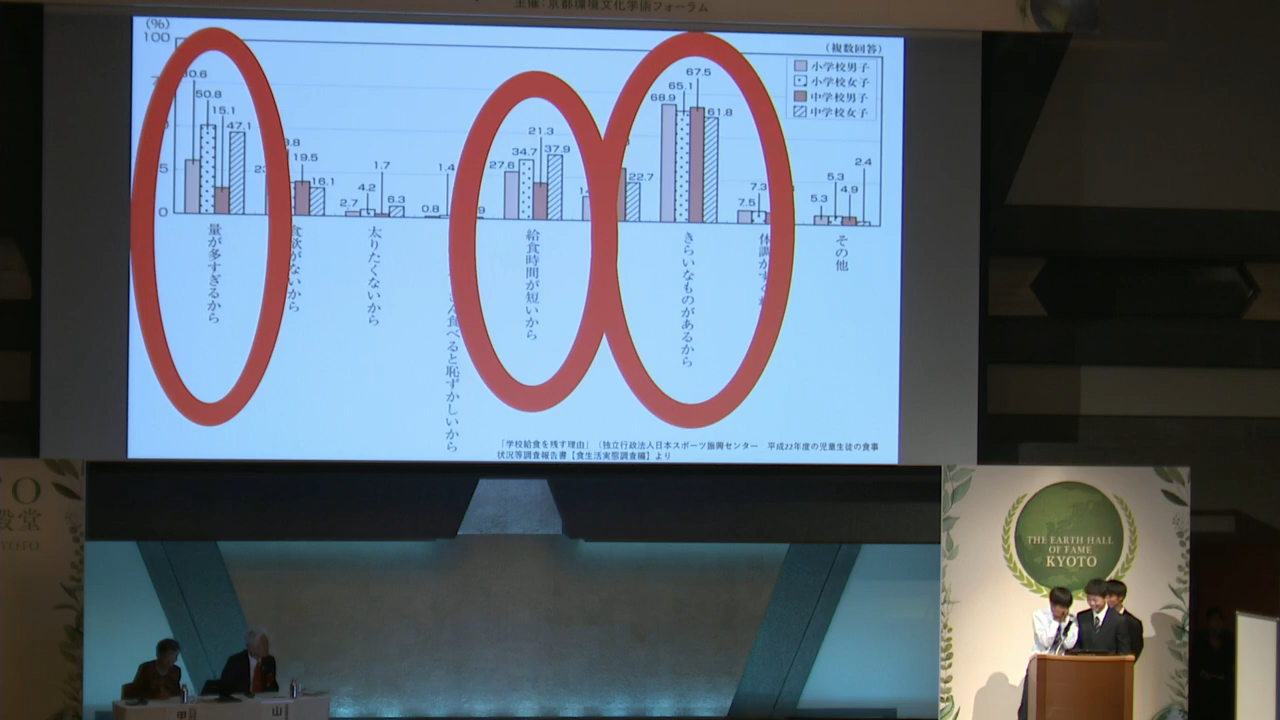 主催：京都環境文化学術フォーラム
(%)
100
(複数回答)
小学校男子
小学校女子
中学校男子
中学校女子
50.8
15.1
47.1
19.5
16.1
2.7
4.2
1.7
6.3
0.8
1.4
27.6
34.7
21.3
37.9
22.7
68.9
65.1
67.5
61.8
7.5
7.3
5.3
5.3
4.9
2.4
0
量が多すぎるから
食欲がないから
太りたくないから
食べると恥ずかしいから
給食時間が短いから
きらいなものがあるから
その他
「学校給食を残す理由」（独立行政法人日本スポーツ振興センター　平成22年度の児童生徒の食事
状況等調査報告書【食生活実態調査編】より
THE EARTH HALL
OF FAME
KYOTO
山